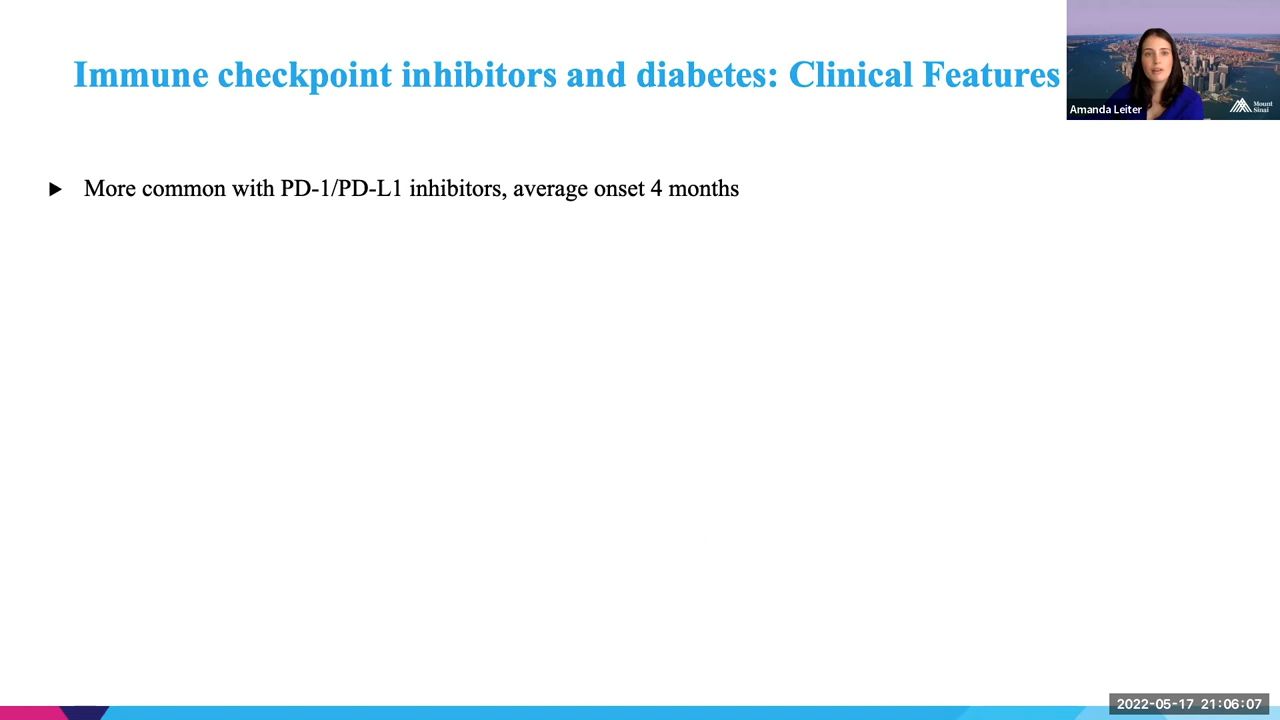 Immune checkpoint inhibitors and diabetes: Clinical Features
Amanda Leiter
Mount
Sinai
More common with PD-1/PD-L1 inhibitors, average onset 4 months
2022-05-17 21:06:07